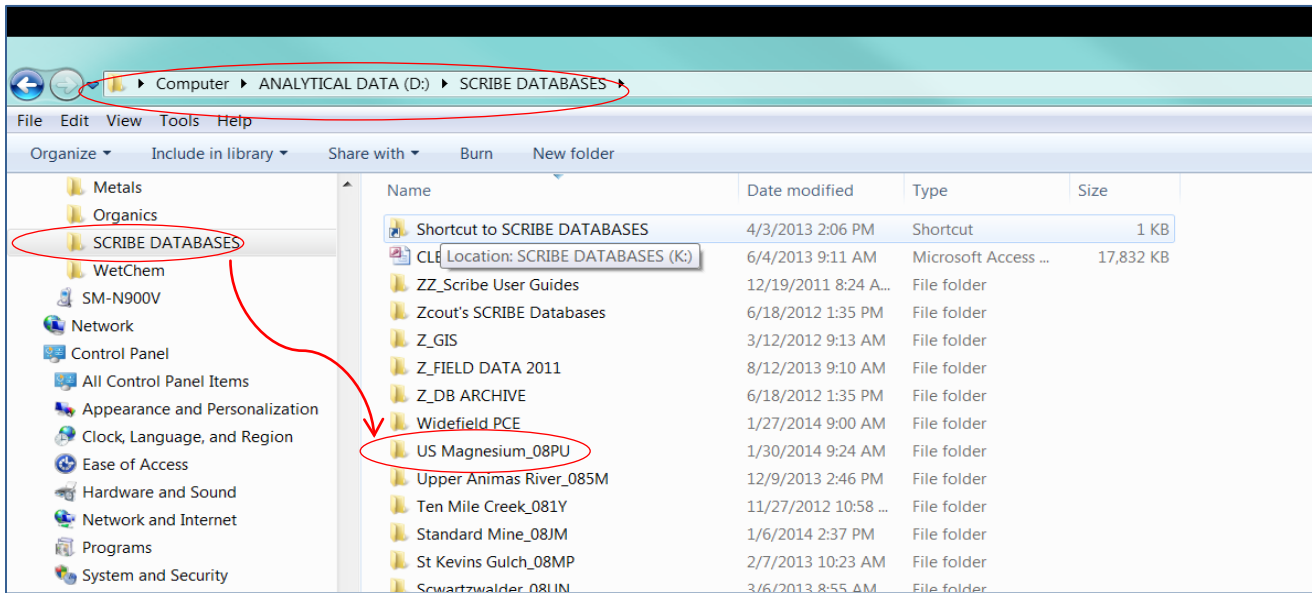 Computer ▸ ANALYTICAL DATA (D:) ▸ SCRIBE DATABASES ▸
File Edit View Tools Help
Organize ▾ Include in library ▾ Share with ▾ Burn New folder
Metals
Organics
SCRIBE DATABASES
WetChem
SM-N900V
Network
Control Panel
All Control Panel Items
Appearance and Personalization
Clock, Language, and Region
Ease of Access
Hardware and Sound
Network and Internet
Programs
System and Security
Name Date modified Type Size
Shortcut to SCRIBE DATABASES 4/3/2013 2:06 PM Shortcut 1 KB
CLE Location: SCRIBE DATABASES (K:) 6/4/2013 9:11 AM Microsoft Access ... 17,832 KB
ZZ_Scribe User Guides 12/19/2011 8:24 A... File folder
Zcout's SCRIBE Databases 6/18/2012 1:35 PM File folder
Z_GIS 3/12/2012 9:13 AM File folder
Z_FIELD DATA 2011 8/12/2013 9:10 AM File folder
Z_DB ARCHIVE 6/18/2012 1:35 PM File folder
Widefield PCE 1/27/2014 9:00 AM File folder
US Magnesium_08PU 1/30/2014 9:24 AM File folder
Upper Animas River_085M 12/9/2013 2:46 PM File folder
Ten Mile Creek_081Y 11/27/2012 10:58 ... File folder
Standard Mine_08JM 1/6/2014 2:37 PM File folder
St Kevins Gulch_08MP 2/7/2013 10:23 AM File folder
Scwartzwalder_08UN 3/6/2013 8:55 AM File folder